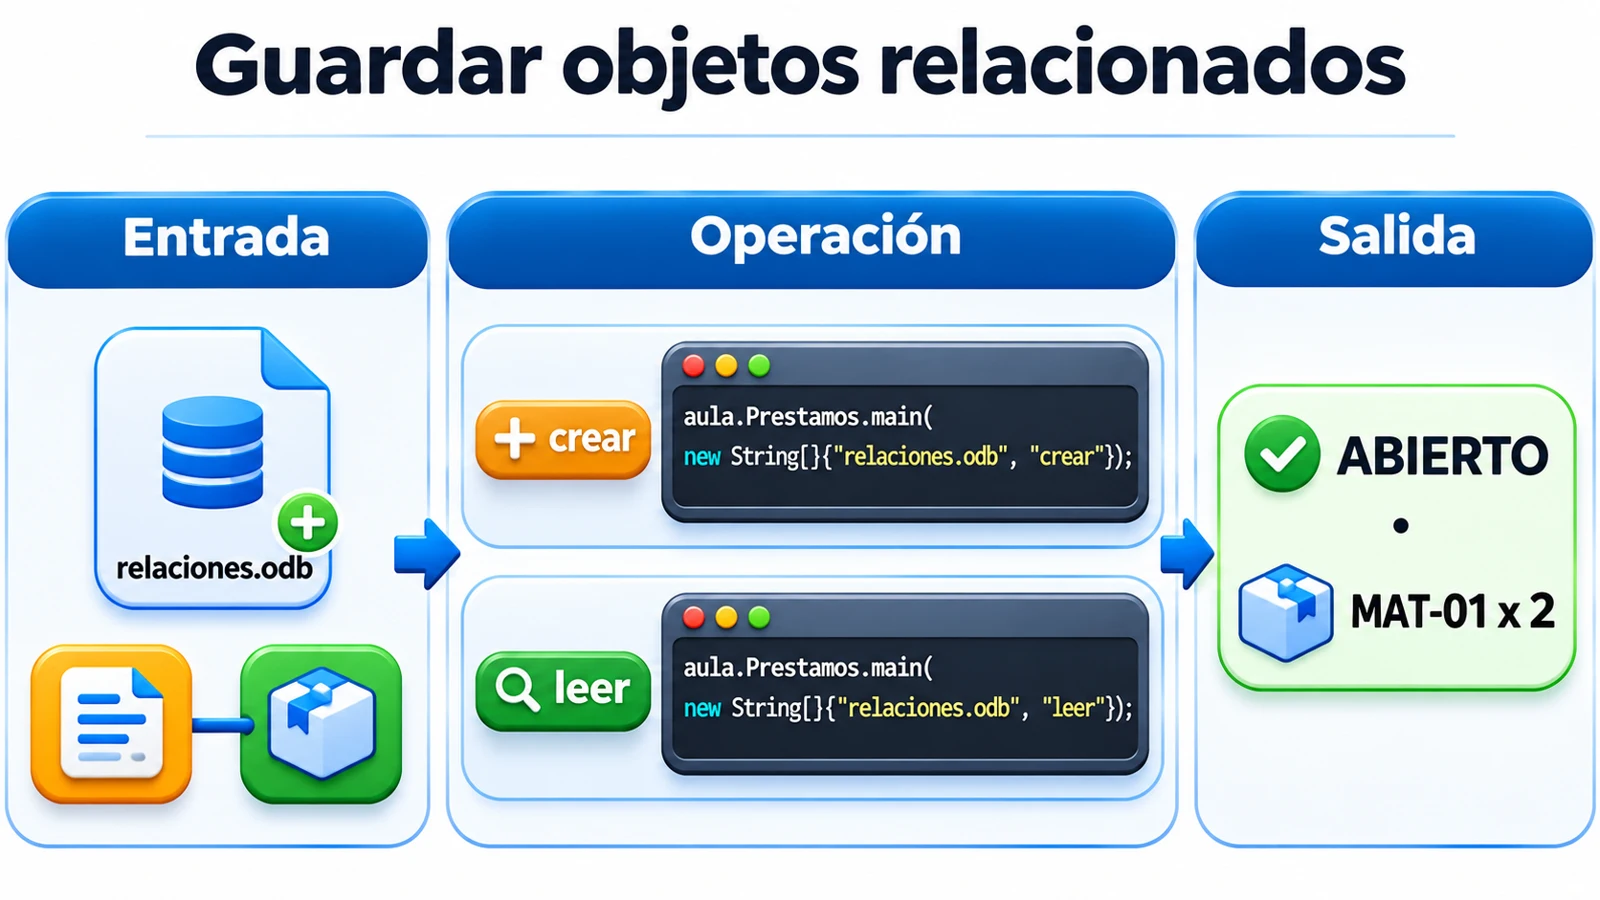 Guardar objetos relacionados
Entrada
relaciones.odb
Operación
crear
aula.Prestamos.main(
new String[]{"relaciones.odb", "crear"});
leer
aula.Prestamos.main(
new String[]{"relaciones.odb", "leer"});
Salida
ABIERTO
•
MAT-01 x 2